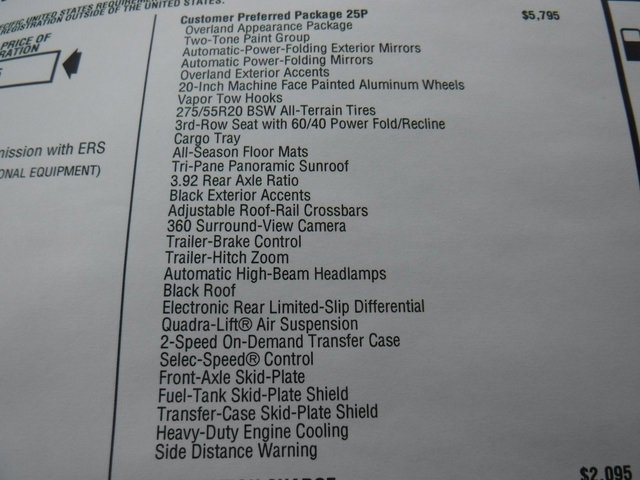 REGISTRATION OUTSIDE OF THE UNITED STATES.
PRICE OF
Customer Preferred Package 25P $5,795
Overland Appearance Package
Two-Tone Paint Group
Automatic-Power-Folding Exterior Mirrors
Automatic Power-Folding Mirrors
Overland Exterior Accents
20-Inch Machine Face Painted Aluminum Wheels
Vapor Tow Hooks
275/55R20 BSW All-Terrain Tires
3rd-Row Seat with 60/40 Power Fold/Recline
Cargo Tray
mission with ERS
All-Season Floor Mats
Tri-Pane Panoramic Sunroof
ONAL EQUIPMENT)
3.92 Rear Axle Ratio
Black Exterior Accents
Adjustable Roof-Rail Crossbars
360 Surround-View Camera
Trailer-Brake Control
Trailer-Hitch Zoom
Automatic High-Beam Headlamps
Black Roof
Electronic Rear Limited-Slip Differential
Quadra-Lift® Air Suspension
2-Speed On-Demand Transfer Case
Selec-Speed® Control
Front-Axle Skid-Plate
Fuel-Tank Skid-Plate Shield
Transfer-Case Skid-Plate Shield
Heavy-Duty Engine Cooling
Side Distance Warning
$2,095